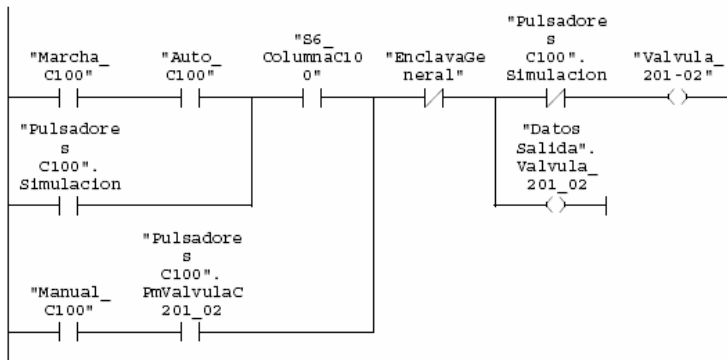 "Marcha_
C100"
"Auto_
C100"
"S6_
ColumnaC10
0"
"EnclavaGe
neral"
"Pulsadore
s
C100".
Simulacion
"Valvula_
201-02"
"Pulsadore
s
C100".
Simulacion
"Datos
Salida".
Valvula_
201_02
"Manual_
C100"
"Pulsadore
s
C100".
PmValvulaC
201_02